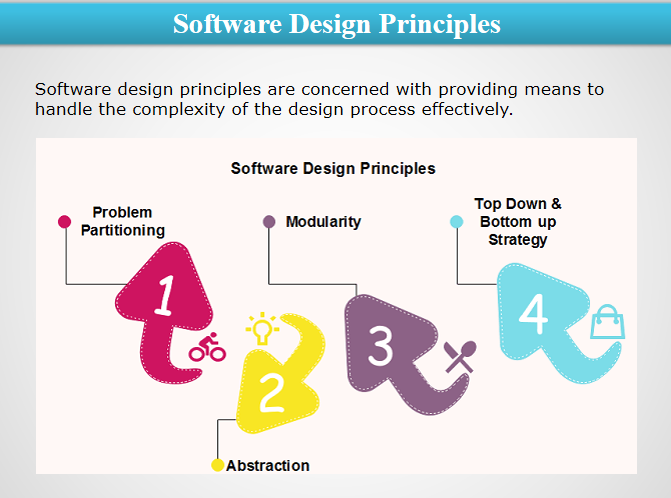 Software Design Principles
Software design principles are concerned with providing means to
handle the complexity of the design process effectively.
Software Design Principles
Problem
Partitioning
1
Abstraction
2
Modularity
3
Top Down &
Bottom up
Strategy
4